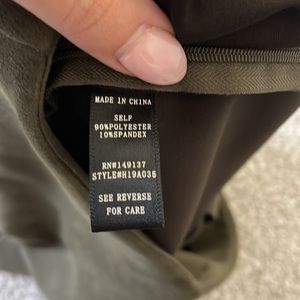 MADE IN CHINA
SELF
90%POLYESTER
10%SPANDEX
RN#149137
STYLE#H19A035
SEE REVERSE
FOR CARE